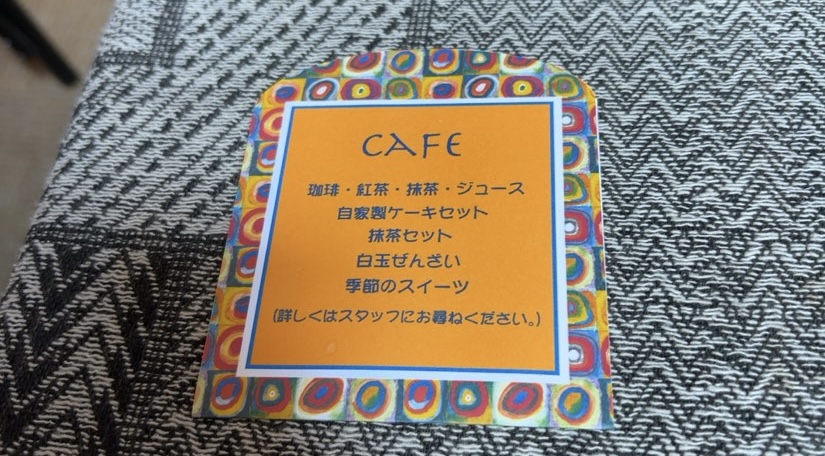 CAFE
珈琲・紅茶・抹茶・ジュース
自家製ケーキセット
抹茶セット
白玉ぜんざい
季節のスイーツ
(詳しくはスタッフにお尋ねください。)